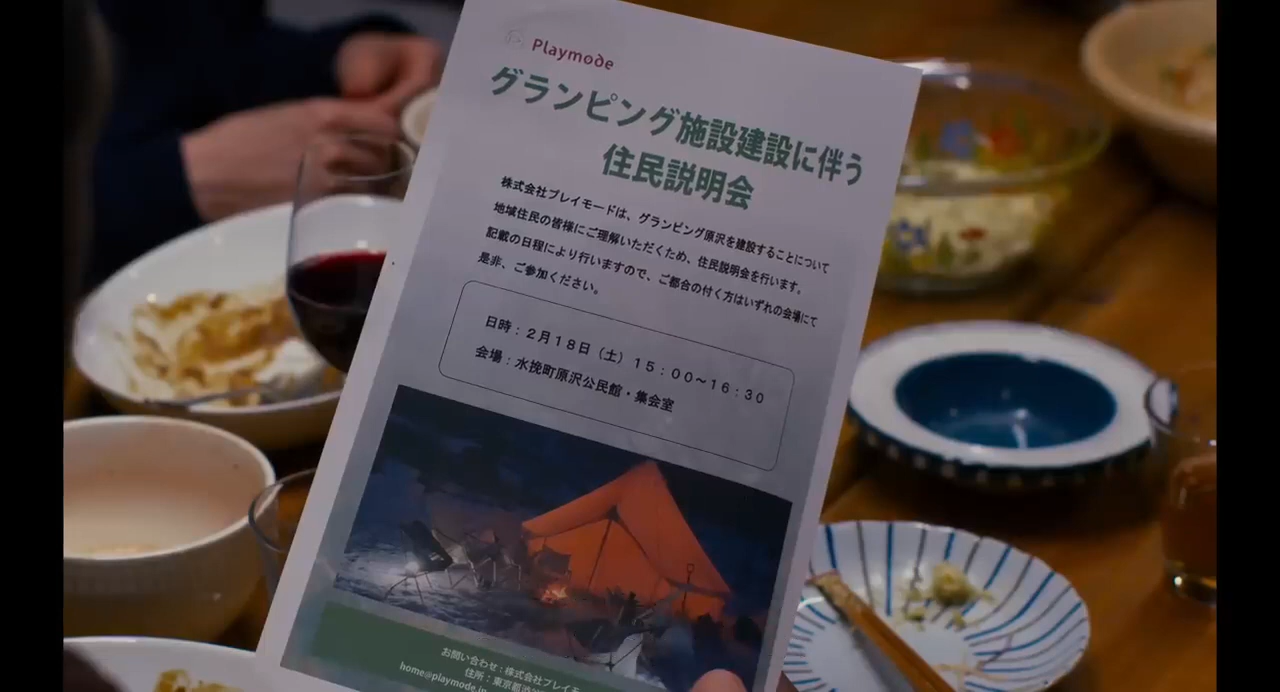 Playmode
グランピング施設建設に伴う
住民説明会
株式会社プレイモードは、グランピング原沢を建設することについて
地域住民の皆様にご理解いただくため、住民説明会を行います。
記載の日程により行いますので、ご都合の付く方はいずれの会場にて
是非、ご参加ください。
日時：２月１８日（土）１５：００〜１６：３０
会場：水挽町原沢公民館・集会室
お問い合わせ：株式会社プレイモ
住所：東京都渋
home@playmode.jp